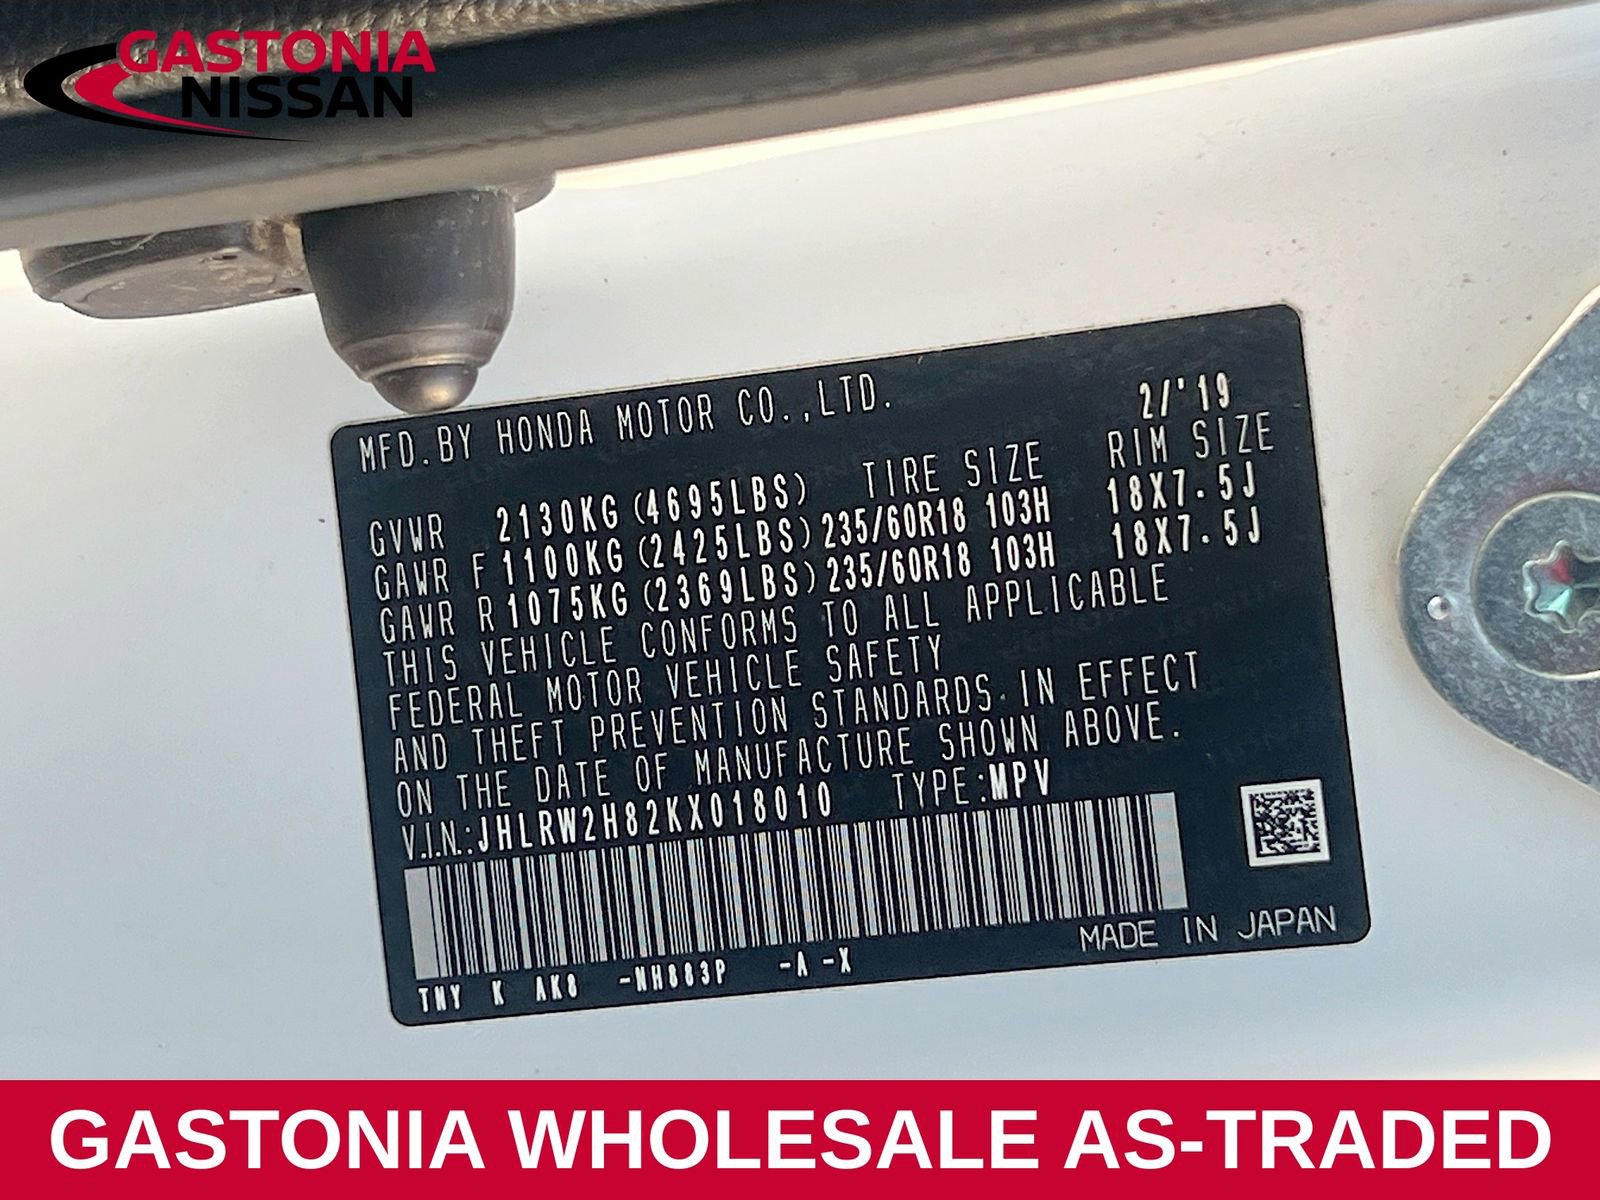 GASTONIA
NISSAN
MFD.BY HONDA MOTOR CO.,LTD. 2/'19
GVWR 2130KG (4695LBS) TIRE SIZE RIM SIZE
GAWR F 1100KG (2425LBS) 235/60R18 103H 18X7.5J
GAWR R 1075KG (2369LBS) 235/60R18 103H 18X7.5J
THIS VEHICLE CONFORMS TO ALL APPLICABLE
FEDERAL MOTOR VEHICLE SAFETY
AND THEFT PREVENTION STANDARDS IN EFFECT
ON THE DATE OF MANUFACTURE SHOWN ABOVE.
V.I.N.:JHLRW2H82KX018010 TYPE:MPV
MADE IN JAPAN
TNY K AK8 -NH883P -A -X
GASTONIA WHOLESALE AS-TRADED